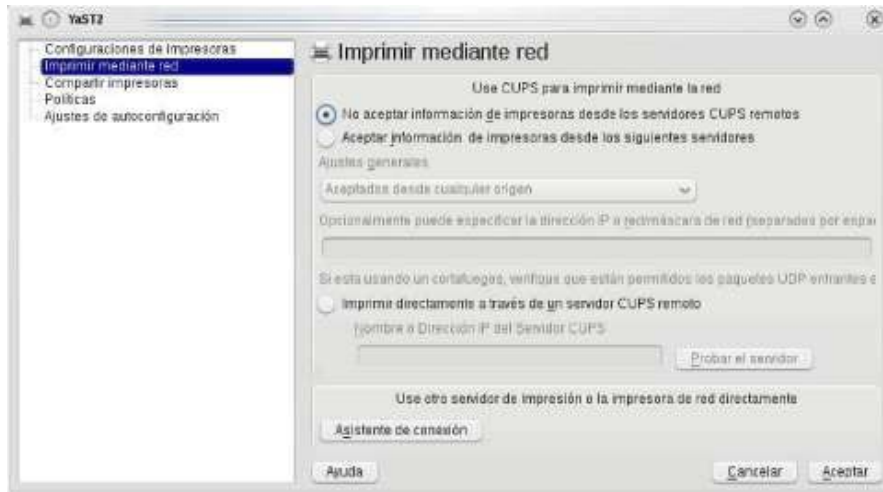 YaST2
Configuraciones de impresoras
Imprimir mediante red
Compartir impresoras
Políticas
Ajustes de autoconfiguración
Imprimir mediante red
Use CUPS para imprimir mediante la red
No aceptar información de impresoras desde los servidores CUPS remotos
Aceptar información de impresoras desde los siguientes servidores
Ajustes generales
Aceptadas desde cualquier origen
Opcionalmente puede especificar la dirección IP o red/máscara de red (separados por espa
Si esta usando un cortafuegos, verifique que están permitidos los paquetes UDP entrantes e
Imprimir directamente a través de un servidor CUPS remoto
Nombre o Dirección IP del Servidor CUPS
Probar el servidor
Use otro servidor de impresión o la impresora de red directamente
Asistente de conexión
Ayuda
Cancelar
Aceptar